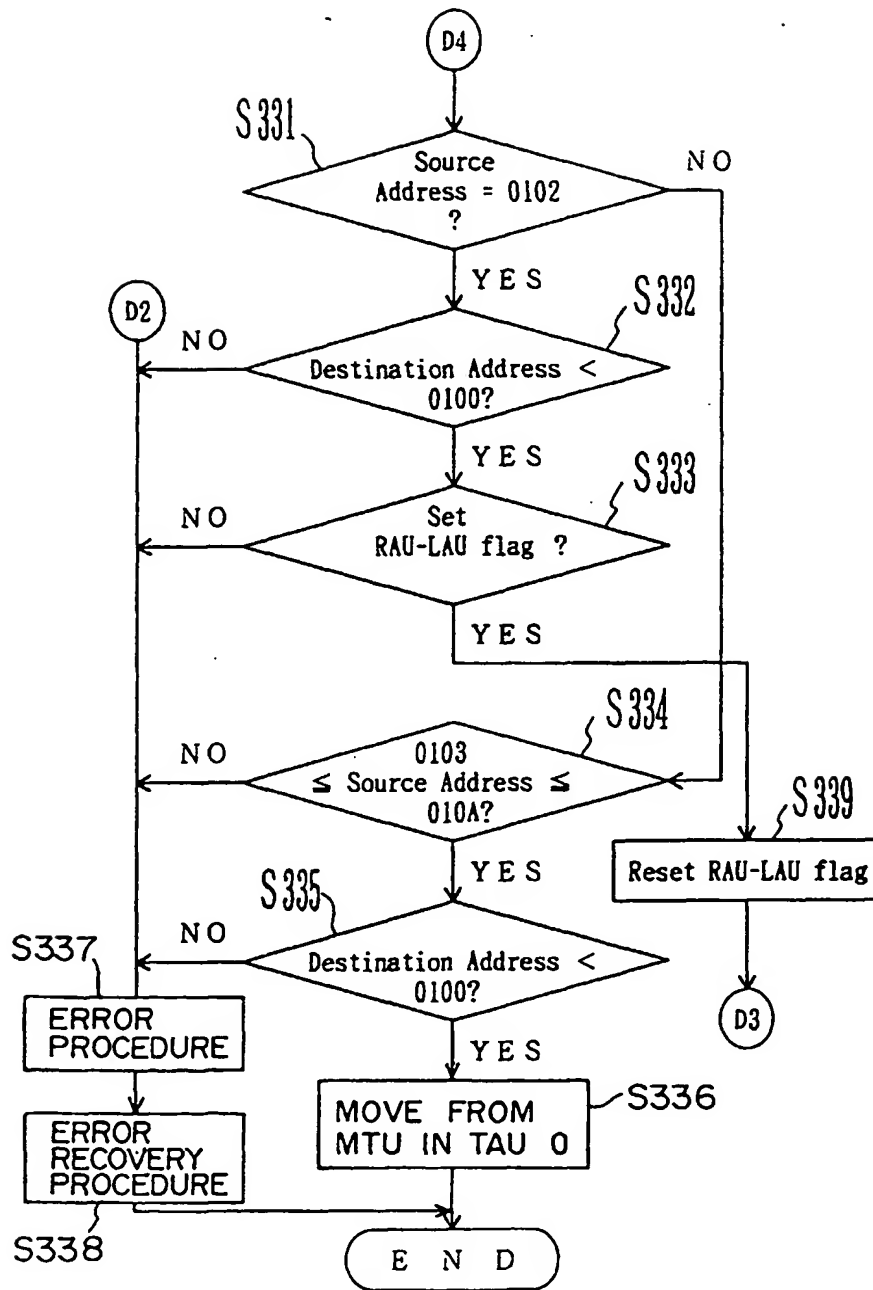 D4
S331
Source
Address = 0102
?
NO
YES
D2
S332
NO
Destination Address <
0100?
YES
S333
NO
Set
RAU-LAU flag ?
YES
S334
NO
0103
≦ Source Address ≦
010A?
S339
YES
Reset RAU-LAU flag
S335
NO
S337
Destination Address <
0100?
D3
ERROR
PROCEDURE
YES
S336
MOVE FROM
MTU IN TAU 0
ERROR
RECOVERY
PROCEDURE
S338
E N D